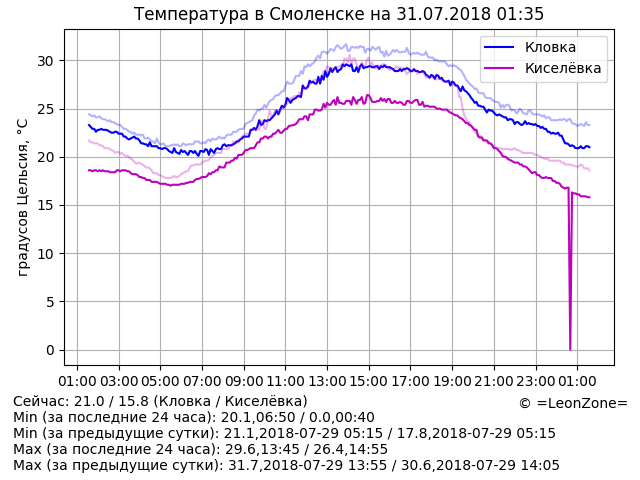 Температура в Смоленске на 31.07.2018 01:35
Кловка
Киселёвка
градусов Цельсия, °C
30
25
20
15
10
5
0
01:00 03:00 05:00 07:00 09:00 11:00 13:00 15:00 17:00 19:00 21:00 23:00 01:00
Сейчас: 21.0 / 15.8 (Кловка / Киселёвка)
© =LeonZone=
Min (за последние 24 часа): 20.1,06:50 / 0.0,00:40
Min (за предыдущие сутки): 21.1,2018-07-29 05:15 / 17.8,2018-07-29 05:15
Max (за последние 24 часа): 29.6,13:45 / 26.4,14:55
Max (за предыдущие сутки): 31.7,2018-07-29 13:55 / 30.6,2018-07-29 14:05